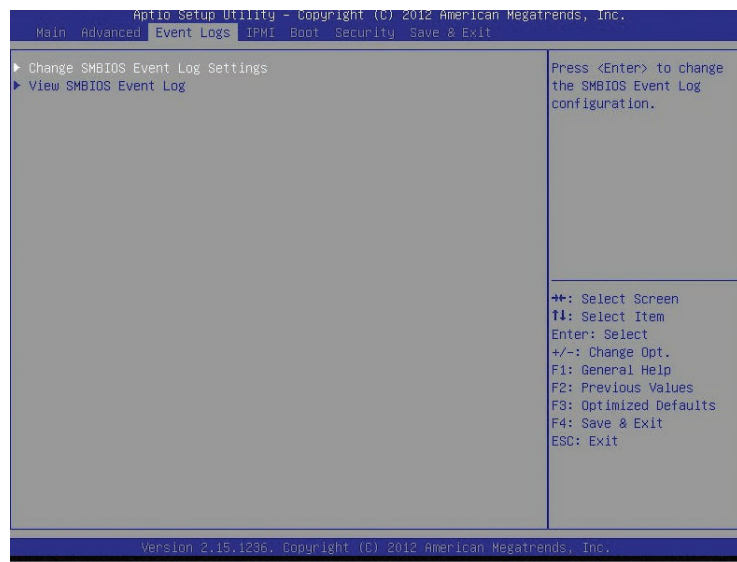 Aptio Setup Utility - Copyright (C) 2012 American Megatrends, Inc.
Main Advanced Event Logs IPMI Boot Security Save & Exit
▶ Change SMBIOS Event Log Settings
▶ View SMBIOS Event Log
Press <Enter> to change
the SMBIOS Event Log
configuration.
→←: Select Screen
↑↓: Select Item
Enter: Select
+/-: Change Opt.
F1: General Help
F2: Previous Values
F3: Optimized Defaults
F4: Save & Exit
ESC: Exit
Version 2.15.1236. Copyright (C) 2012 American Megatrends, Inc.